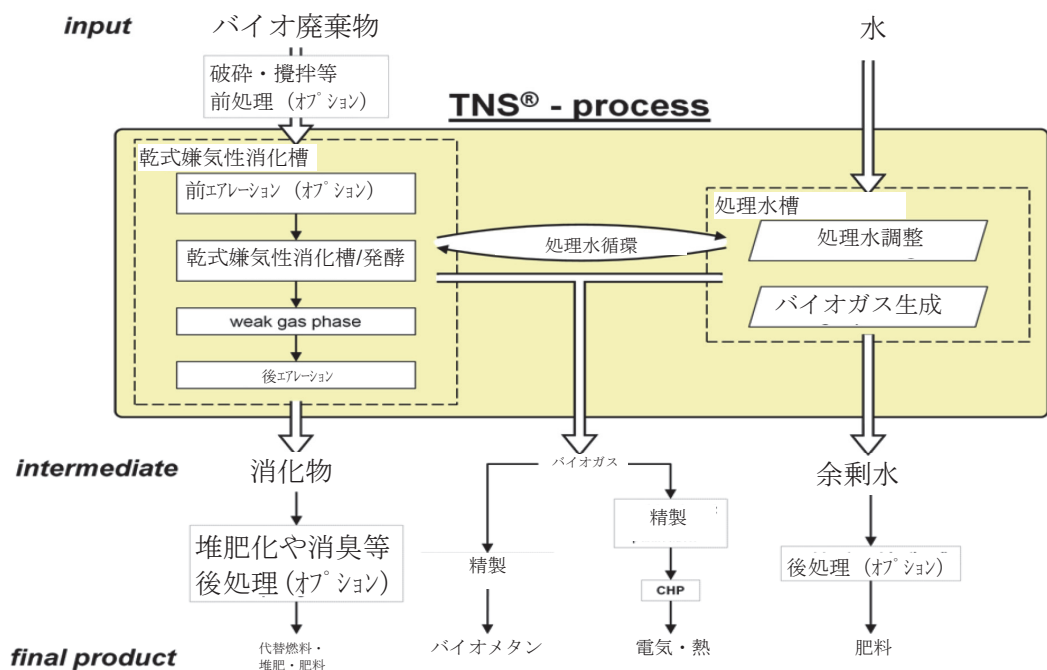 input
バイオ廃棄物
水
破砕・攪拌等
前処理（ｵﾌﾟｼｮﾝ）
TNS® - process
乾式嫌気性消化槽
前ｴｱﾚｰｼｮﾝ（ｵﾌﾟｼｮﾝ）
乾式嫌気性消化槽/発酵
weak gas phase
後ｴｱﾚｰｼｮﾝ
処理水循環
処理水槽
処理水調整
バイオガス生成
intermediate
消化物
バイオガス
余剰水
堆肥化や消臭等
後処理（ｵﾌﾟｼｮﾝ）
精製
精製
CHP
後処理（ｵﾌﾟｼｮﾝ）
final product
代替燃料・
堆肥・肥料
バイオメタン
電気・熱
肥料